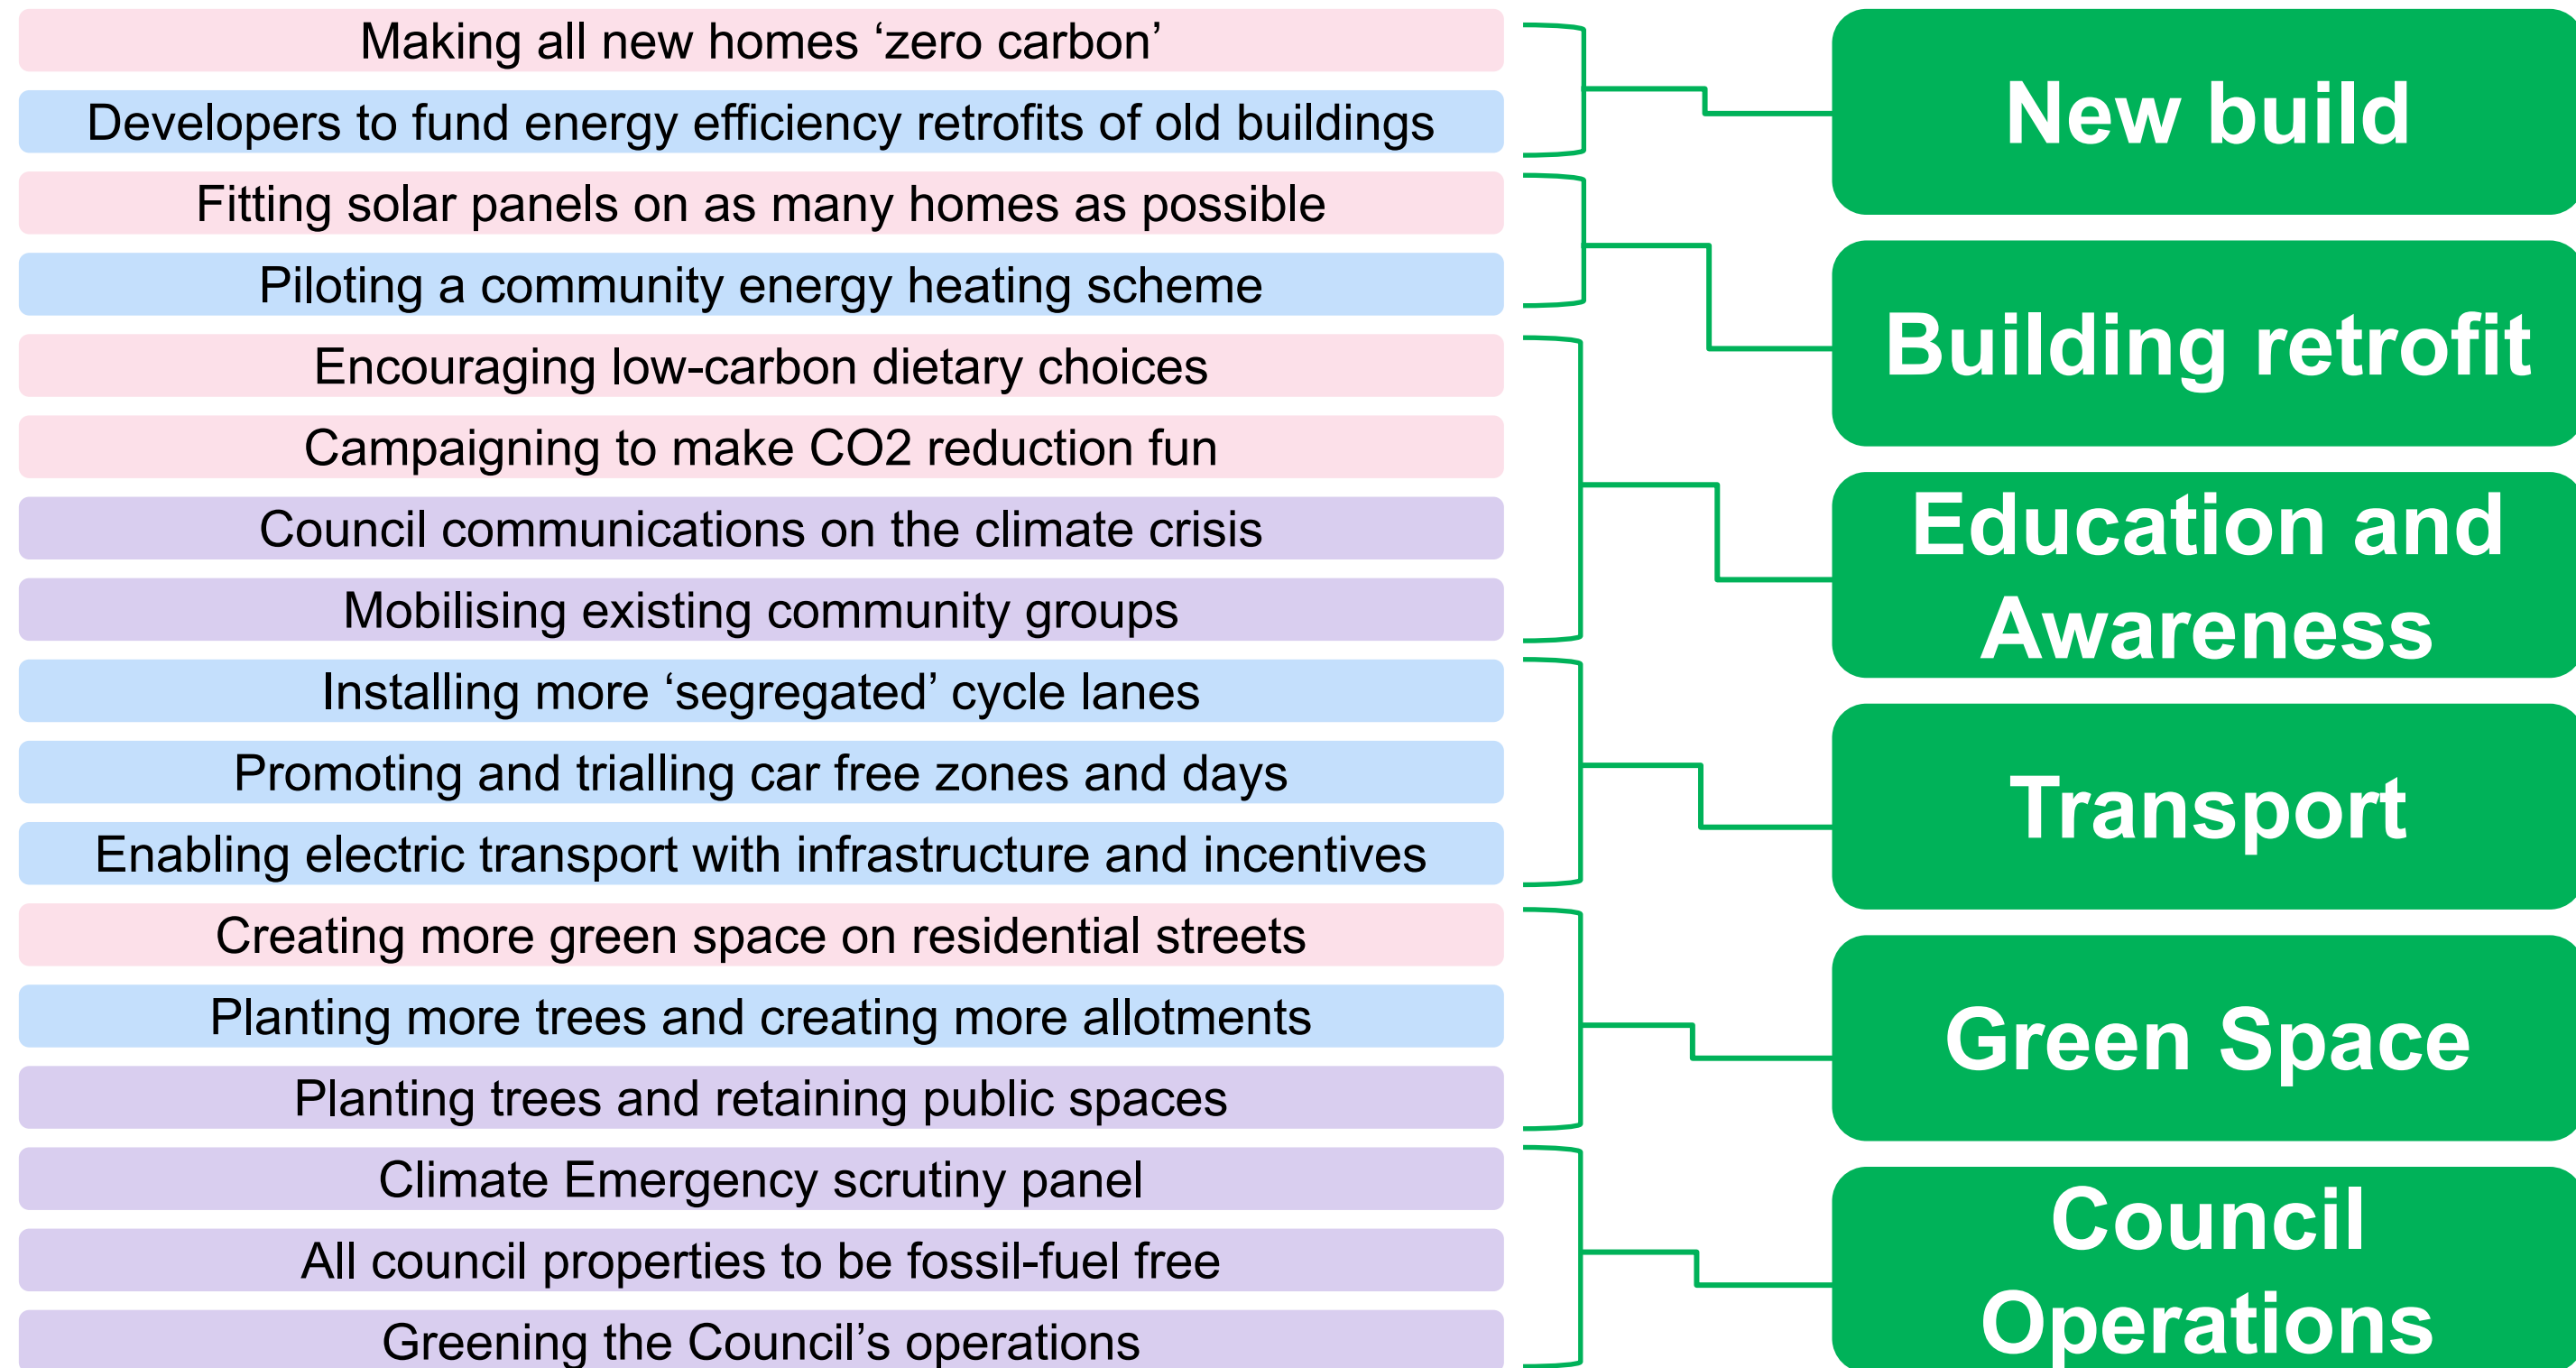 Making all new homes ‘zero carbon’
Developers to fund energy efficiency retrofits of old buildings
Fitting solar panels on as many homes as possible
Piloting a community energy heating scheme
Encouraging low-carbon dietary choices
Campaigning to make CO2 reduction fun
Council communications on the climate crisis
Mobilising existing community groups
Installing more ‘segregated’ cycle lanes
Promoting and trialling car free zones and days
Enabling electric transport with infrastructure and incentives
Creating more green space on residential streets
Planting more trees and creating more allotments
Planting trees and retaining public spaces
Climate Emergency scrutiny panel
All council properties to be fossil-fuel free
Greening the Council’s operations
New build
Building retrofit
Education and
Awareness
Transport
Green Space
Council
Operations